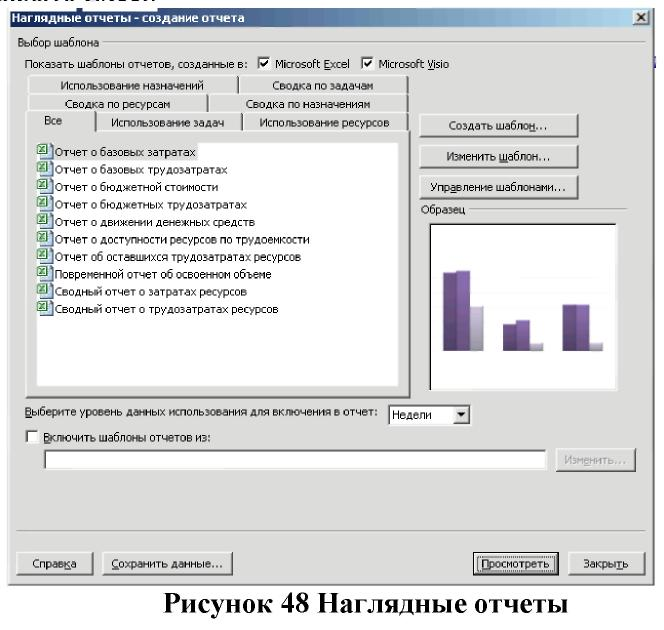 Наглядные отчеты - создание отчета
Выбор шаблона
Показать шаблоны отчетов, созданные в: Microsoft Excel Microsoft Visio
Использование назначений Сводка по задачам
Сводка по ресурсам Сводка по назначениям
Все Использование задач Использование ресурсов
Создать шаблон...
Изменить шаблон...
Управление шаблонами...
Образец
Отчет о базовых затратах
Отчет о базовых трудозатратах
Отчет о бюджетной стоимости
Отчет о бюджетных трудозатратах
Отчет о движении денежных средств
Отчет о доступности ресурсов по трудоемкости
Отчет об оставшихся трудозатратах ресурсов
Повременной отчет об освоенном объеме
Сводный отчет о затратах ресурсов
Сводный отчет о трудозатратах ресурсов
Выберите уровень данных использования для включения в отчет: Недели
Включить шаблоны отчетов из:
Изменить...
Справка Сохранить данные... Просмотреть Закрыть
Рисунок 48 Наглядные отчеты